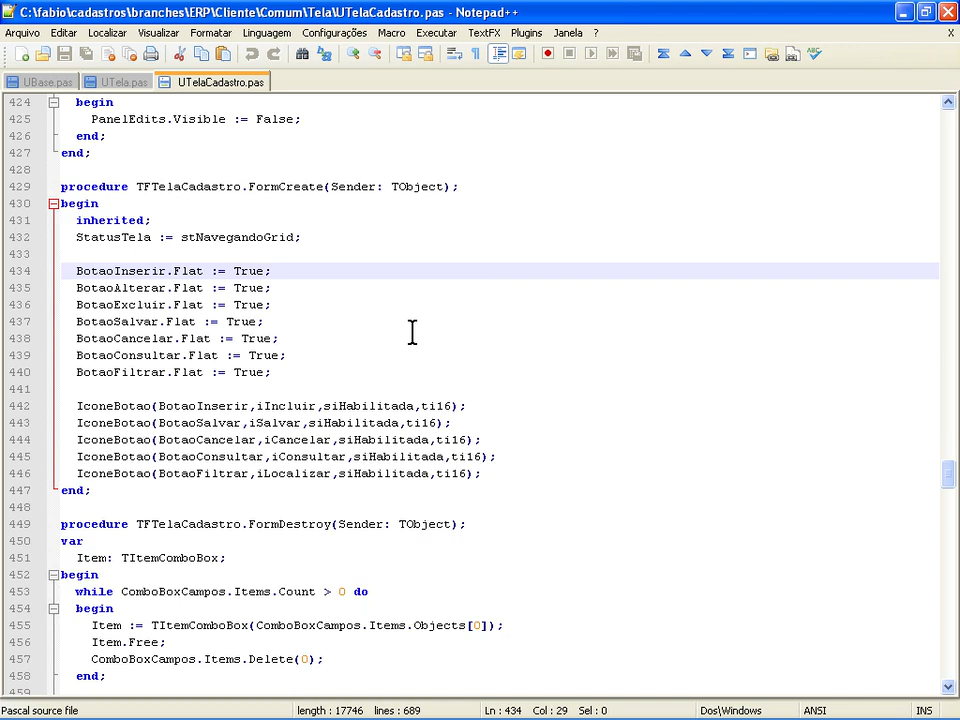 C:\fabio\cadastros\branches\ERP\Cliente\Comum\Tela\UTelaCadastro.pas - Notepad++
Arquivo Editar Localizar Visualizar Formatar Linguagem Configurações Macro Executar TextFX Plugins Janela ? X
UBase.pas UTela.pas UTelaCadastro.pas
424 begin
425 PanelEdits.Visible := False;
426 end;
427 end;
428
429 procedure TFTelaCadastro.FormCreate(Sender: TObject);
430 begin
431 inherited;
432 StatusTela := stNavegandoGrid;
433
434 BotaoInserir.Flat := True;
435 BotaoAlterar.Flat := True;
436 BotaoExcluir.Flat := True;
437 BotaoSalvar.Flat := True;
438 BotaoCancelar.Flat := True;
439 BotaoConsultar.Flat := True;
440 BotaoFiltrar.Flat := True;
441
442 IconeBotao(BotaoInserir,iIncluir,siHabilitada,ti16);
443 IconeBotao(BotaoSalvar,iSalvar,siHabilitada,ti16);
444 IconeBotao(BotaoCancelar,iCancelar,siHabilitada,ti16);
445 IconeBotao(BotaoConsultar,iConsultar,siHabilitada,ti16);
446 IconeBotao(BotaoFiltrar,iLocalizar,siHabilitada,ti16);
447 end;
448
449 procedure TFTelaCadastro.FormDestroy(Sender: TObject);
450 var
451 Item: TItemComboBox;
452 begin
453 while ComboBoxCampos.Items.Count > 0 do
454 begin
455 Item := TItemComboBox(ComboBoxCampos.Items.Objects[0]);
456 Item.Free;
457 ComboBoxCampos.Items.Delete(0);
458 end;
459
Pascal source file length : 17746 lines : 689 Ln : 434 Col : 29 Sel : 0 Dos\Windows ANSI INS